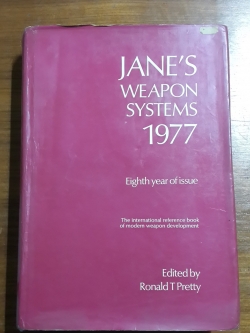 JANE'S
WEAPON
SYSTEMS
1977
Eighth year of issue
The international reference book
of modern weapon development
Edited by
Ronald T Pretty